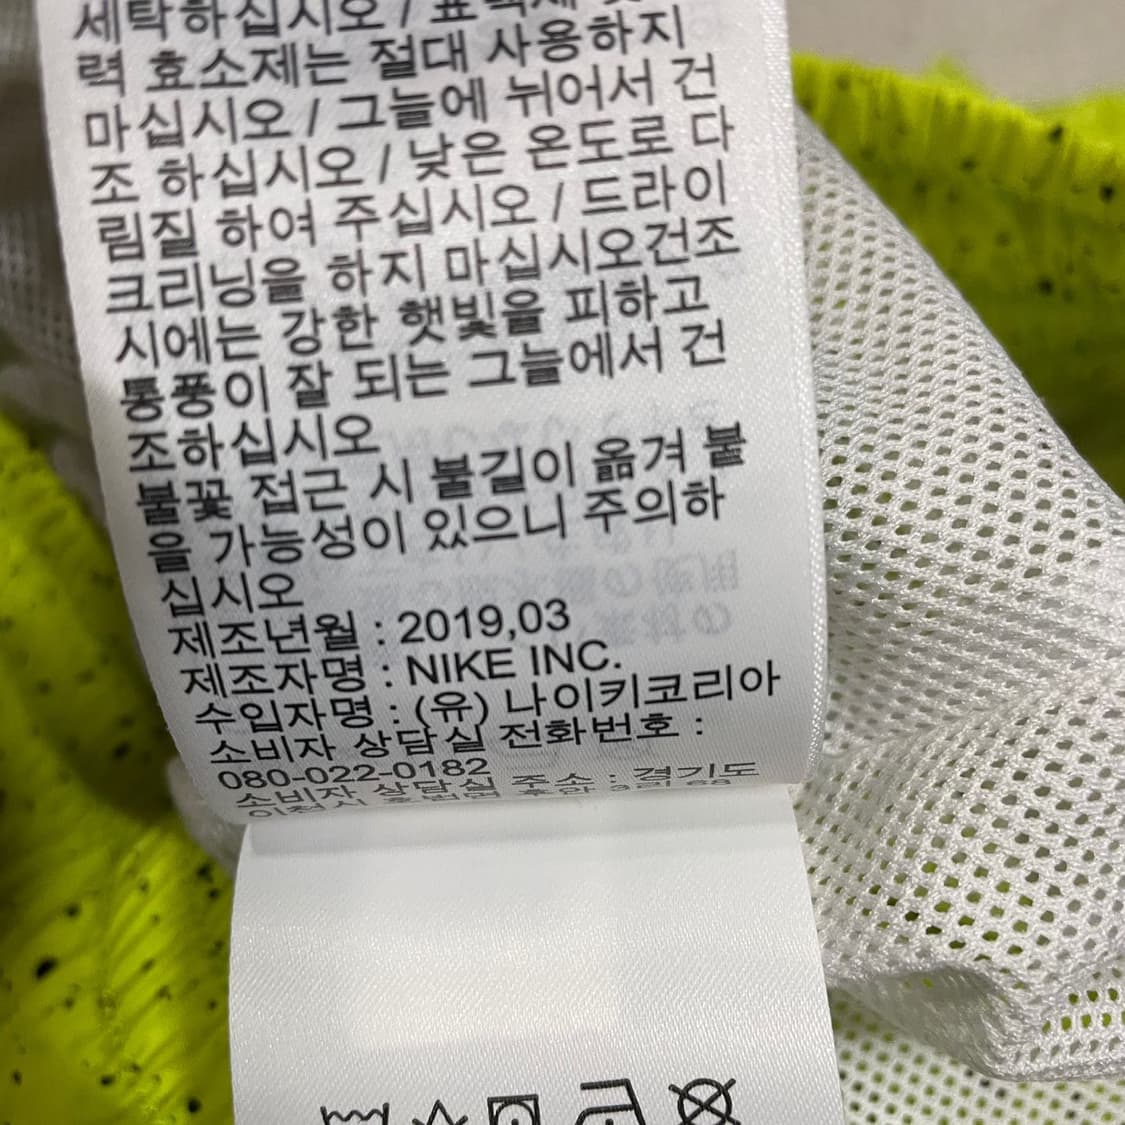 세탁하십시오 / 표백제 및
력 효소제는 절대 사용하지
마십시오 / 그늘에 뉘어서 건
조 하십시오 / 낮은 온도로 다
림질 하여 주십시오 / 드라이
크리닝을 하지 마십시오건조
시에는 강한 햇빛을 피하고
통풍이 잘 되는 그늘에서 건
조하십시오
불꽃 접근 시 불길이 옮겨 붙
을 가능성이 있으니 주의하
십시오
제조년월 : 2019,03
제조자명 : NIKE INC.
수입자명 : (유) 나이키코리아
소비자 상담실 전화번호 :
080-022-0182
소비자 상담실 주소 : 경기도
이천시